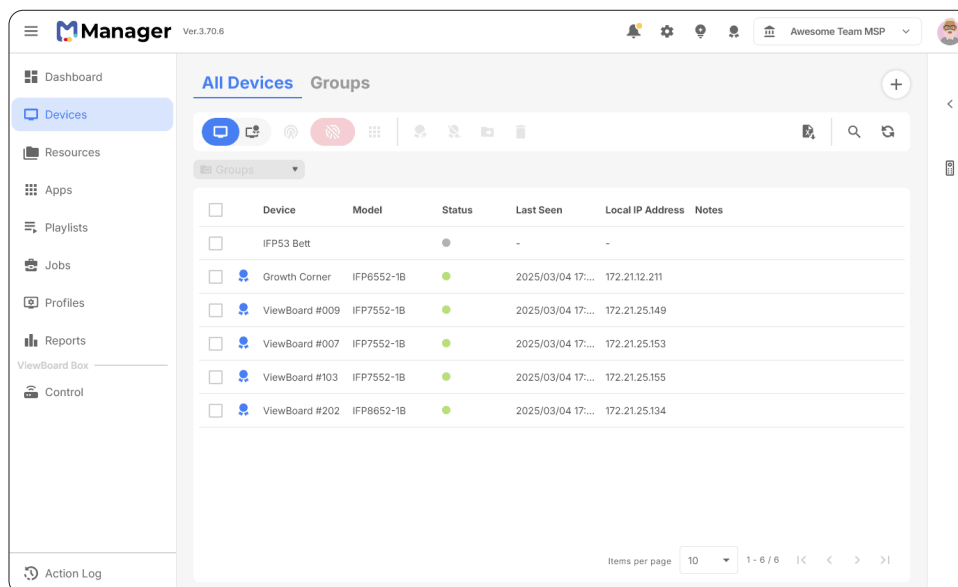 Manager Ver.3.70.6
Awesome Team MSP
Dashboard
Devices
Resources
Apps
Playlists
Jobs
Profiles
Reports
ViewBoard Box
Control
Action Log
All Devices Groups
Groups
Device Model Status Last Seen Local IP Address Notes
IFP53 Bett - -
Growth Corner IFP6552-1B 2025/03/04 17:... 172.21.12.211
ViewBoard #009 IFP7552-1B 2025/03/04 17:... 172.21.25.149
ViewBoard #007 IFP7552-1B 2025/03/04 17:... 172.21.25.153
ViewBoard #103 IFP7552-1B 2025/03/04 17:... 172.21.25.155
ViewBoard #202 IFP8652-1B 2025/03/04 17:... 172.21.25.134
Items per page 10 1 - 6 / 6